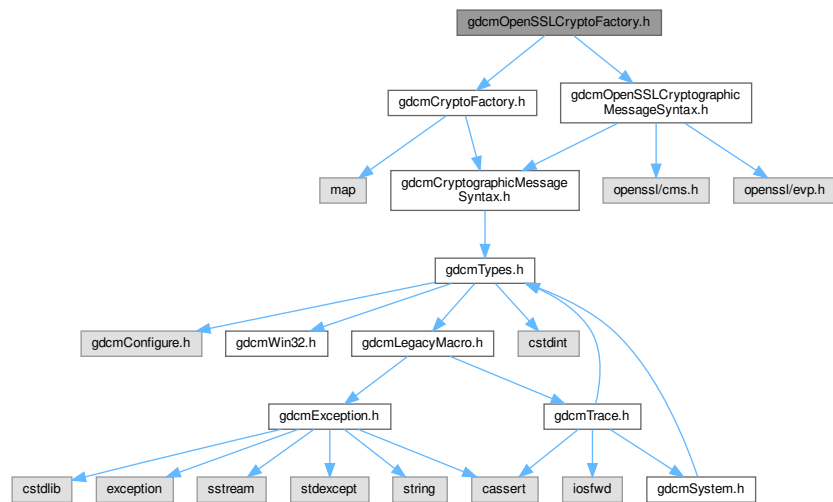 gdcmOpenSSLCryptoFactory.h
gdcmCryptoFactory.h
gdcmOpenSSLCryptographic
MessageSyntax.h
map
gdcmCryptographicMessage
Syntax.h
openssl/cms.h
openssl/evp.h
gdcmTypes.h
gdcmConfigure.h
gdcmWin32.h
gdcmLegacyMacro.h
cstdint
gdcmException.h
gdcmTrace.h
cstdlib
exception
sstream
stdexcept
string
cassert
iosfwd
gdcmSystem.h